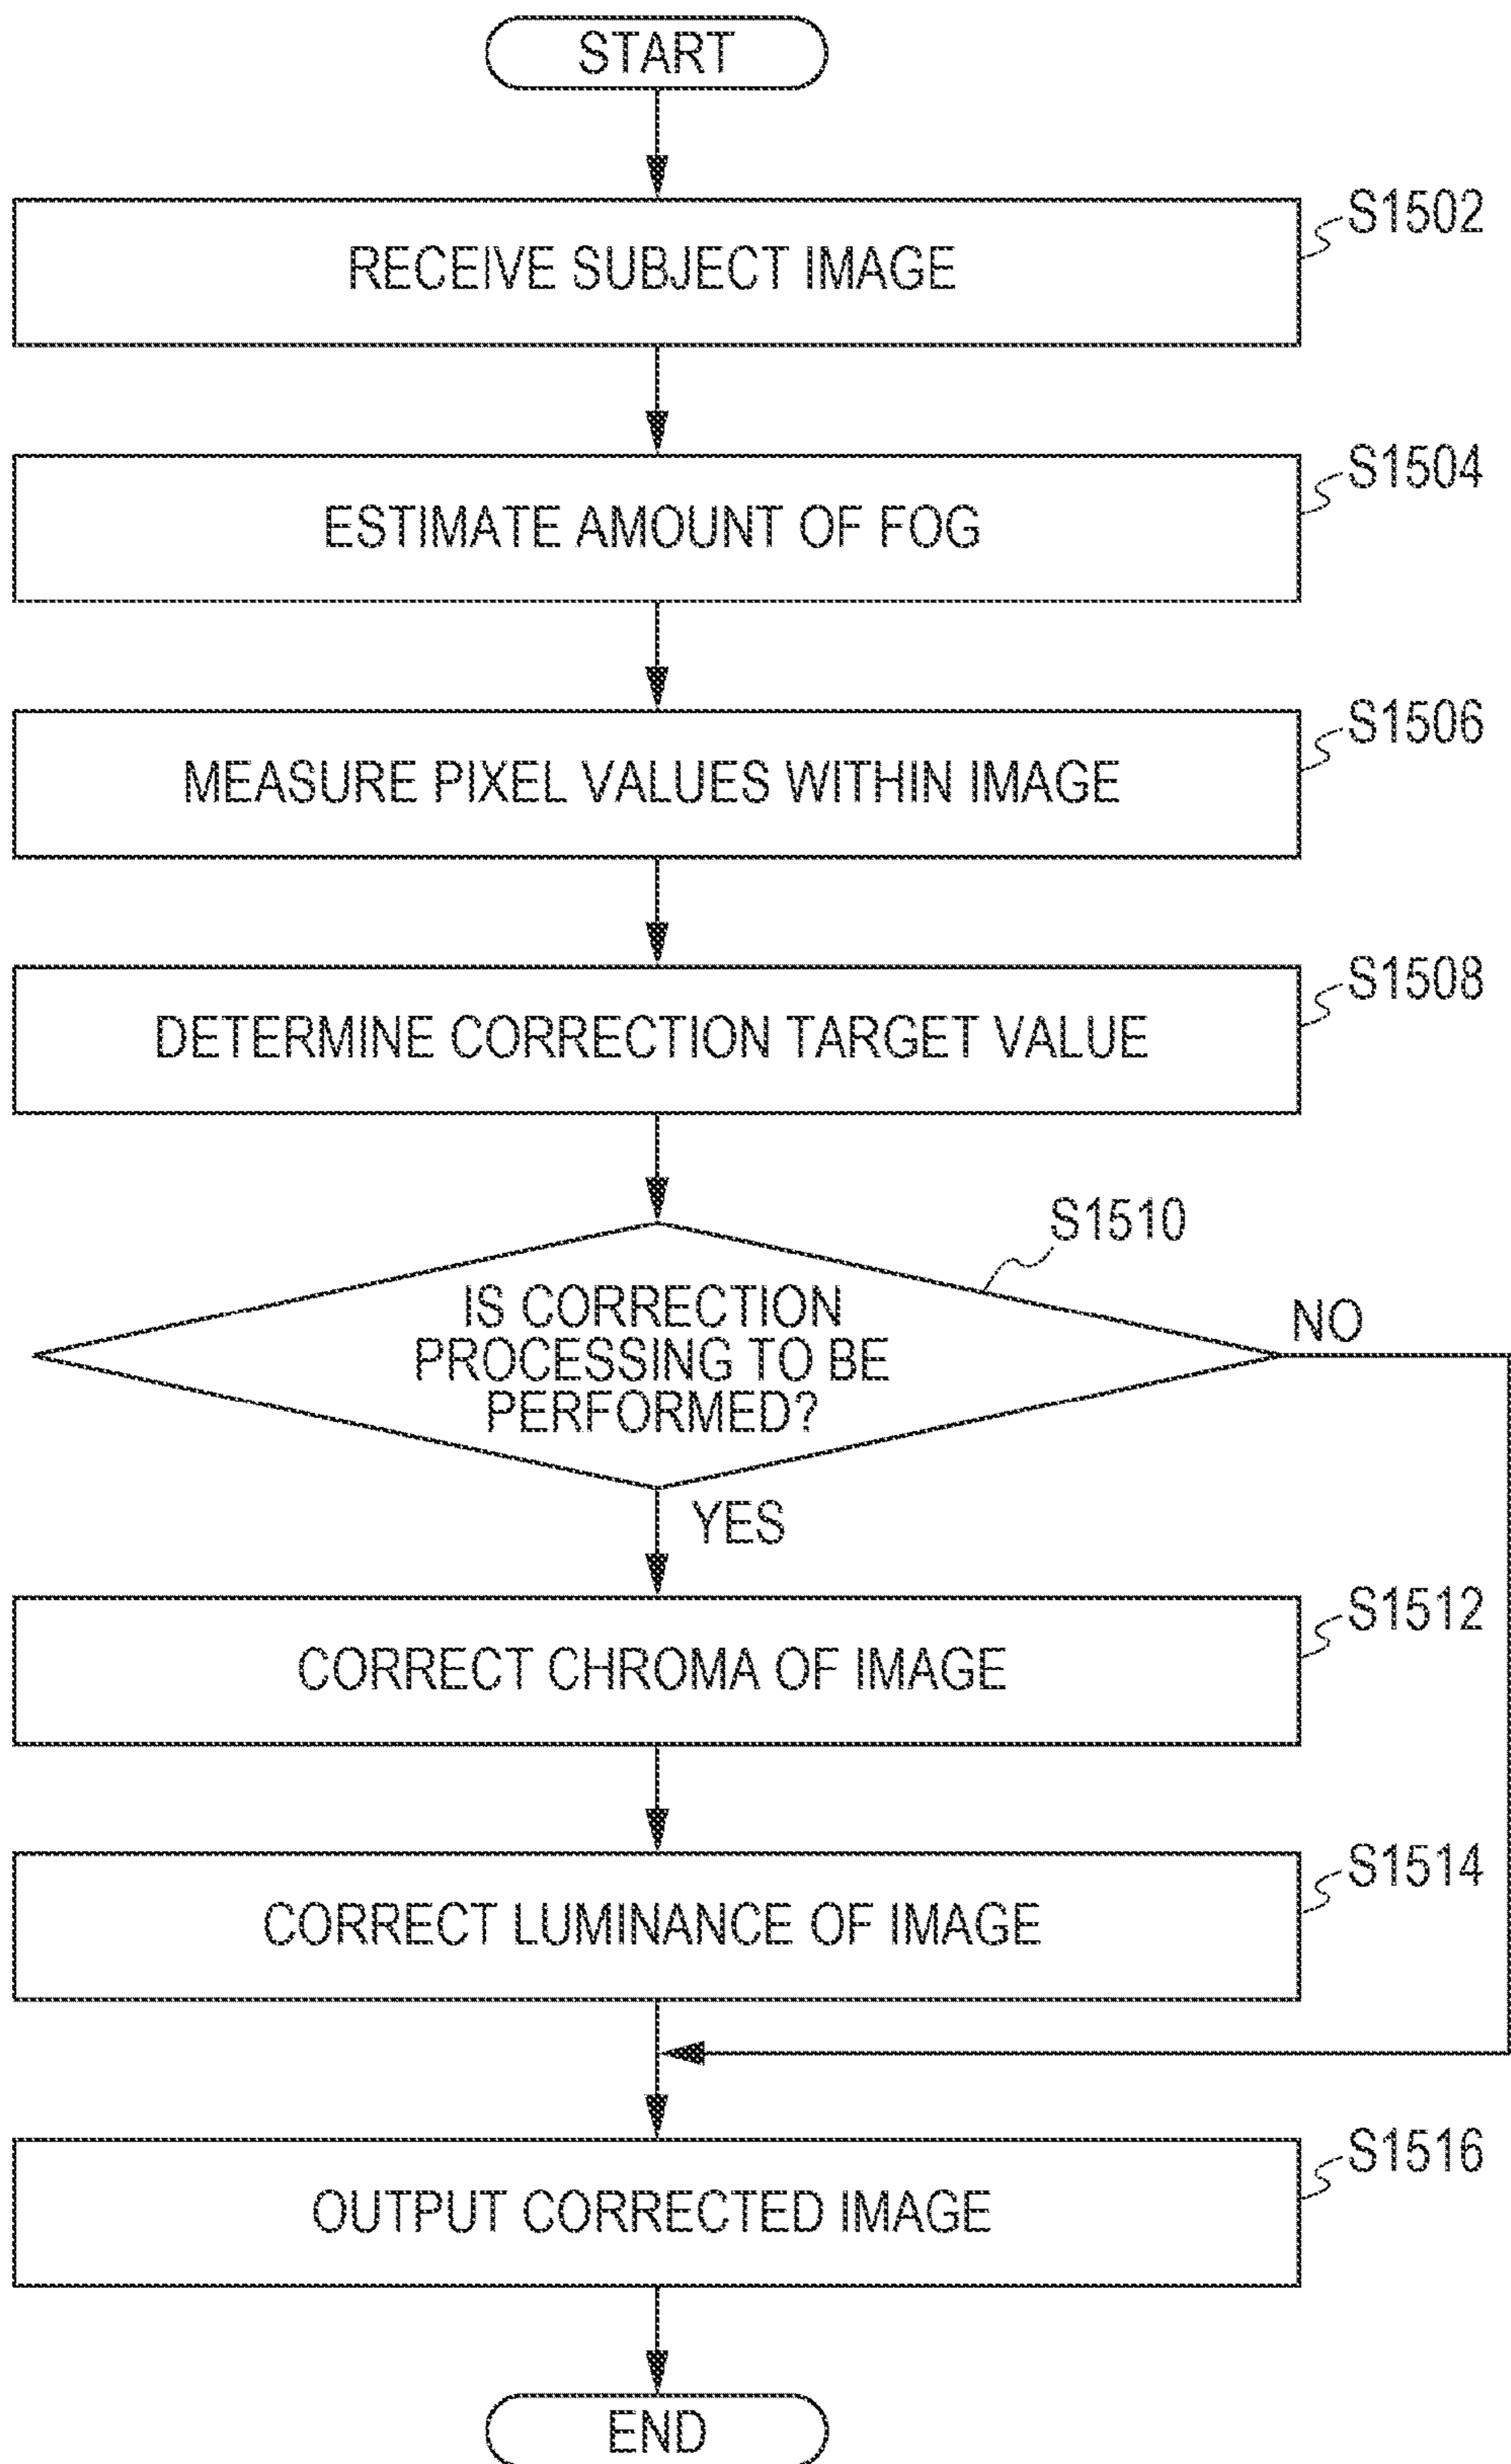 START
S1502
RECEIVE SUBJECT IMAGE
S1504
ESTIMATE AMOUNT OF FOG
S1506
MEASURE PIXEL VALUES WITHIN IMAGE
S1508
DETERMINE CORRECTION TARGET VALUE
S1510
IS CORRECTION
PROCESSING TO BE
PERFORMED?
NO
YES
S1512
CORRECT CHROMA OF IMAGE
S1514
CORRECT LUMINANCE OF IMAGE
S1516
OUTPUT CORRECTED IMAGE
END